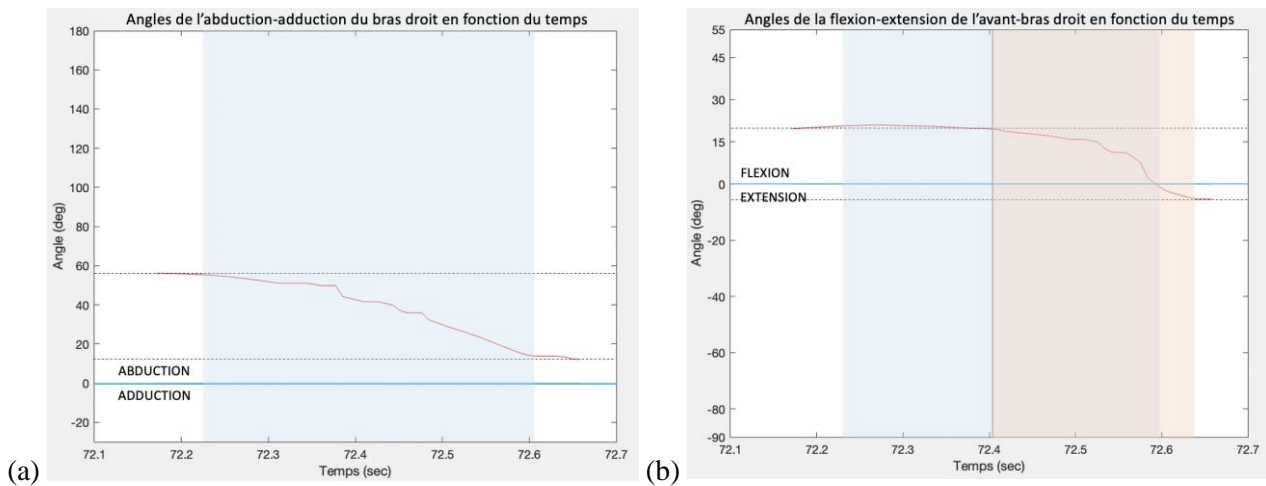 Angles de l’abduction-adduction du bras droit en fonction du temps
180
160
140
120
100
80
60
40
20
0
-20
Angle (deg)
ABDUCTION
ADDUCTION
72.1 72.2 72.3 72.4 72.5 72.6 72.7
Temps (sec)
(a)
Angles de la flexion-extension de l’avant-bras droit en fonction du temps
55
45
30
15
0
-20
-40
-60
-80
-90
Angle (deg)
FLEXION
EXTENSION
72.1 72.2 72.3 72.4 72.5 72.6 72.7
Temps (sec)
(b)